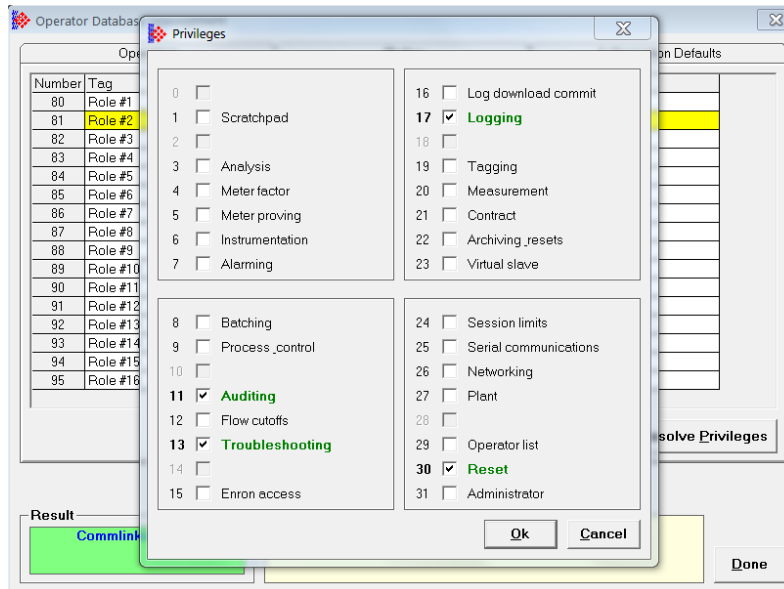 Operator Database
Privileges
Ope
on Defaults
Number Tag
80 Role #1
81 Role #2
82 Role #3
83 Role #4
84 Role #5
85 Role #6
86 Role #7
87 Role #8
88 Role #9
89 Role #10
90 Role #11
91 Role #12
92 Role #13
93 Role #14
94 Role #15
95 Role #16
0
1 Scratchpad
2
3 Analysis
4 Meter factor
5 Meter proving
6 Instrumentation
7 Alarming
8 Batching
9 Process_control
10
11 Auditing
12 Flow cutoffs
13 Troubleshooting
14
15 Enron access
16 Log download commit
17 Logging
18
19 Tagging
20 Measurement
21 Contract
22 Archiving_resets
23 Virtual slave
24 Session limits
25 Serial communications
26 Networking
27 Plant
28
29 Operator list
30 Reset
31 Administrator
Ok Cancel
solve Privileges
Result
Commlink
Done